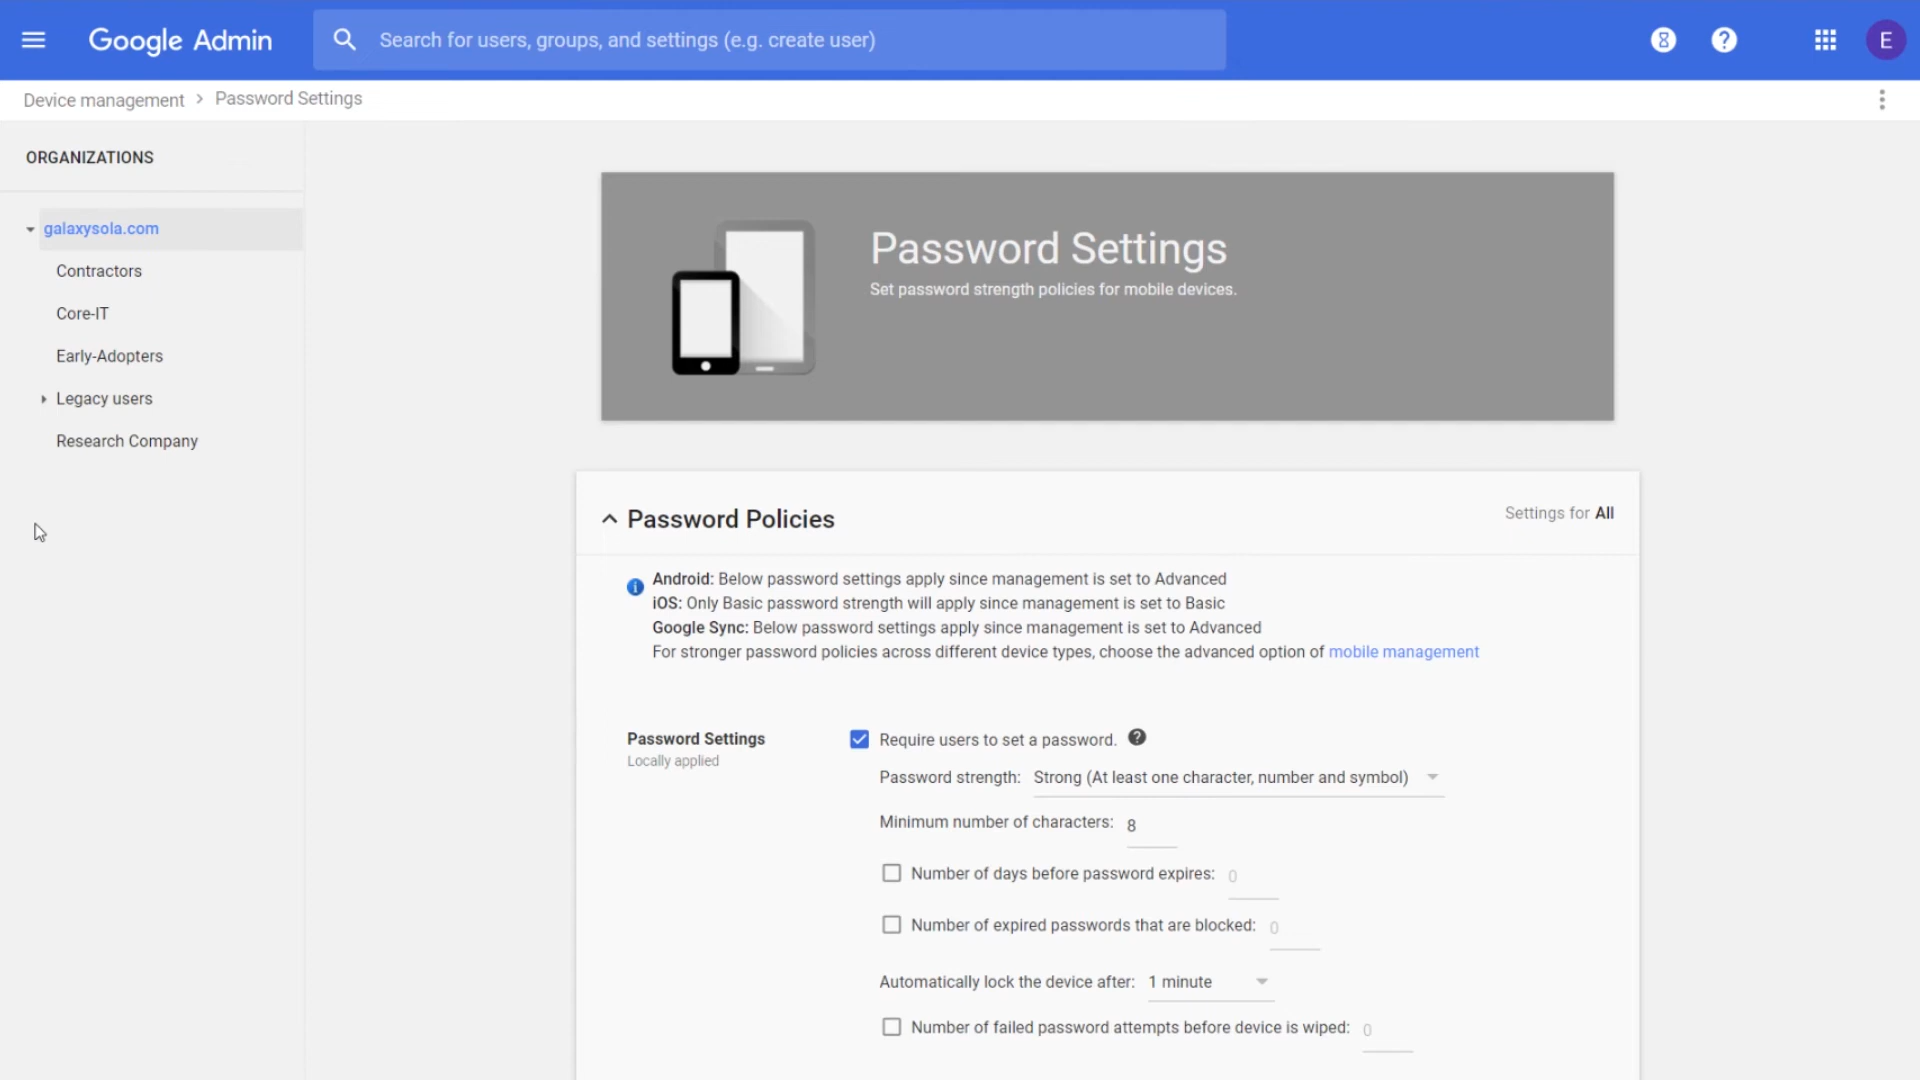 Google Admin
Search for users, groups, and settings (e.g. create user)
E
Device management > Password Settings
ORGANIZATIONS
galaxysola.com
Contractors
Core-IT
Early-Adopters
Legacy users
Research Company
Password Settings
Set password strength policies for mobile devices.
Password Policies
Settings for All
Android: Below password settings apply since management is set to Advanced
iOS: Only Basic password strength will apply since management is set to Basic
Google Sync: Below password settings apply since management is set to Advanced
For stronger password policies across different device types, choose the advanced option of mobile management
Password Settings
Locally applied
Require users to set a password.
Password strength: Strong (At least one character, number and symbol)
Minimum number of characters: 8
Number of days before password expires: 0
Number of expired passwords that are blocked: 0
Automatically lock the device after: 1 minute
Number of failed password attempts before device is wiped: 0